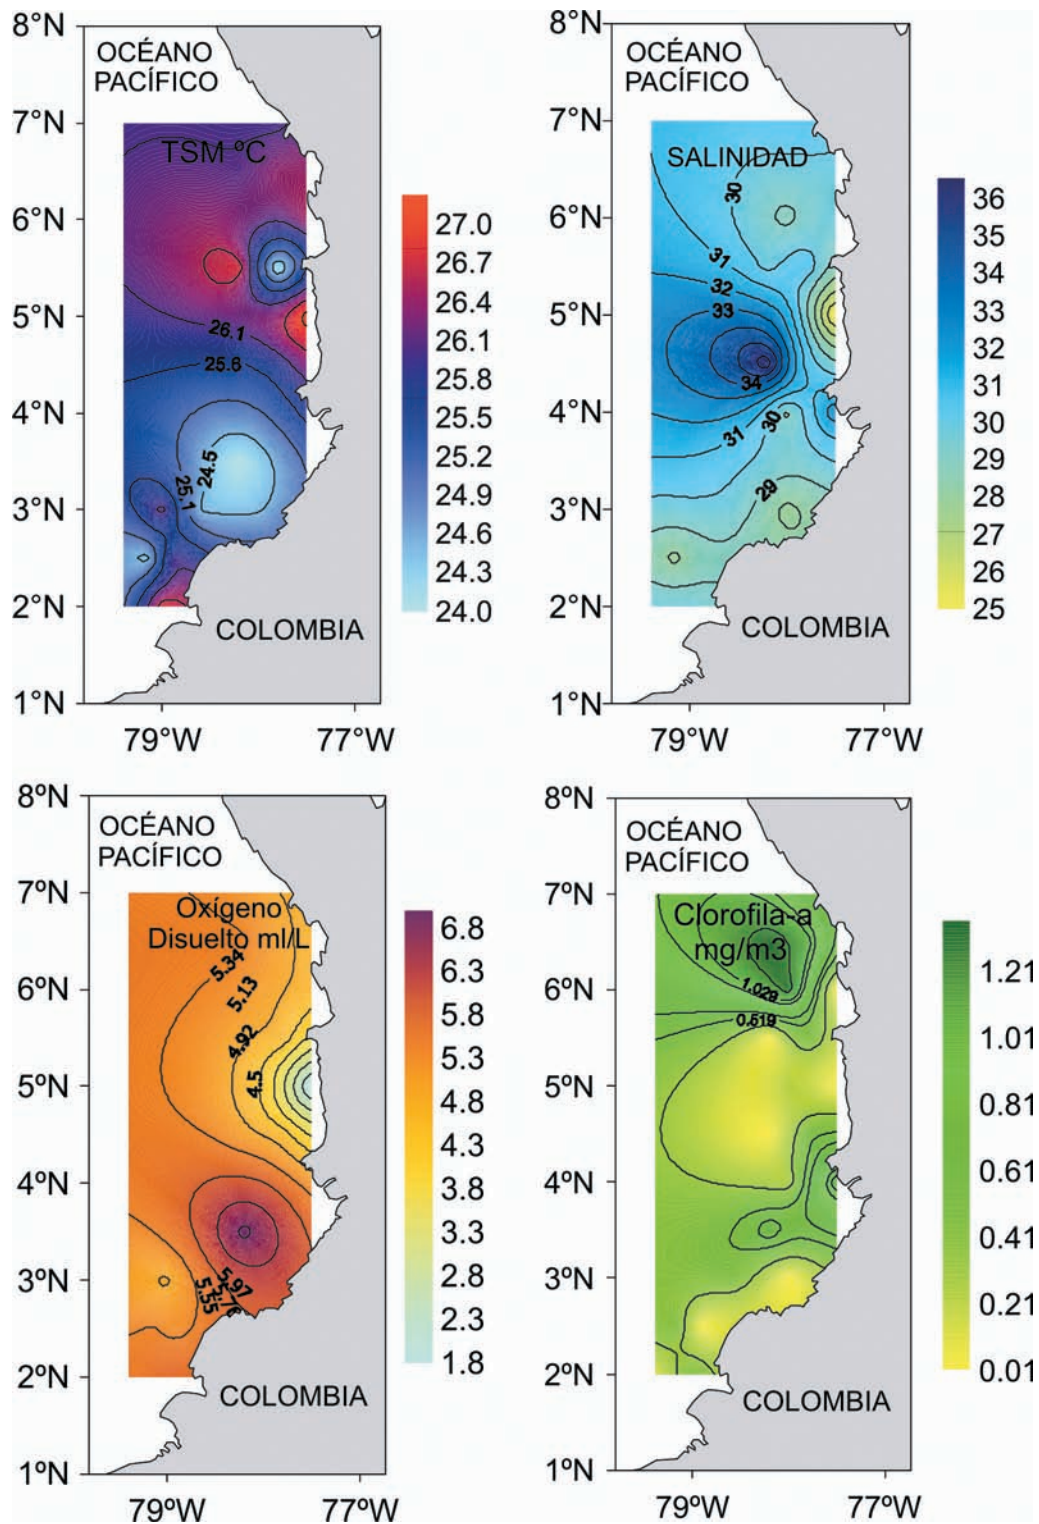 8°N
OCÉANO
PACÍFICO
7°N
TSM ºC
6°N
5°N
26.1
25.6
4°N
24.5
25.1
3°N
2°N
COLOMBIA
1°N
79°W
77°W
27.0
26.7
26.4
26.1
25.8
25.5
25.2
24.9
24.6
24.3
24.0
8°N
OCÉANO
PACÍFICO
7°N
SALINIDAD
30
6°N
31
32
5°N
33
34
4°N
30
31
29
3°N
2°N
COLOMBIA
1°N
79°W
77°W
36
35
34
33
32
31
30
29
28
27
26
25
8ºN
OCÉANO
PACÍFICO
7ºN
Oxígeno
Disuelto ml/L
5.34
6ºN
5.13
4.92
5ºN
4.5
4ºN
3ºN
5.97
5.76
5.55
2ºN
COLOMBIA
1ºN
79ºW
77ºW
6.8
6.3
5.8
5.3
4.8
4.3
3.8
3.3
2.8
2.3
1.8
8ºN
OCÉANO
PACÍFICO
7ºN
Clorofila-a
mg/m3
6ºN
1.029
0.519
5ºN
4ºN
3ºN
2ºN
COLOMBIA
1ºN
79ºW
77ºW
1.21
1.01
0.81
0.61
0.41
0.21
0.01